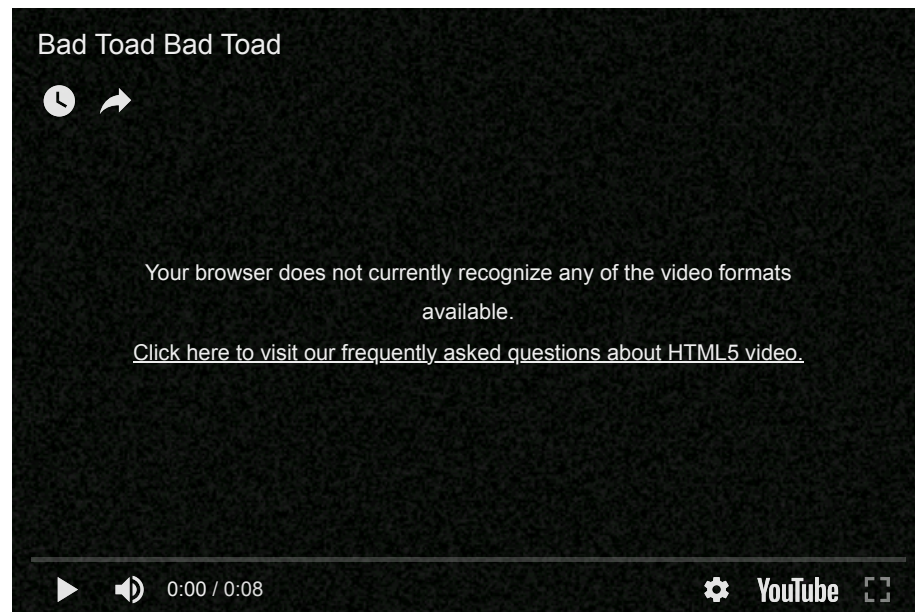 Bad Toad Bad Toad
Your browser does not currently recognize any of the video formats
available.
Click here to visit our frequently asked questions about HTML5 video.
0:00 / 0:08
YouTube